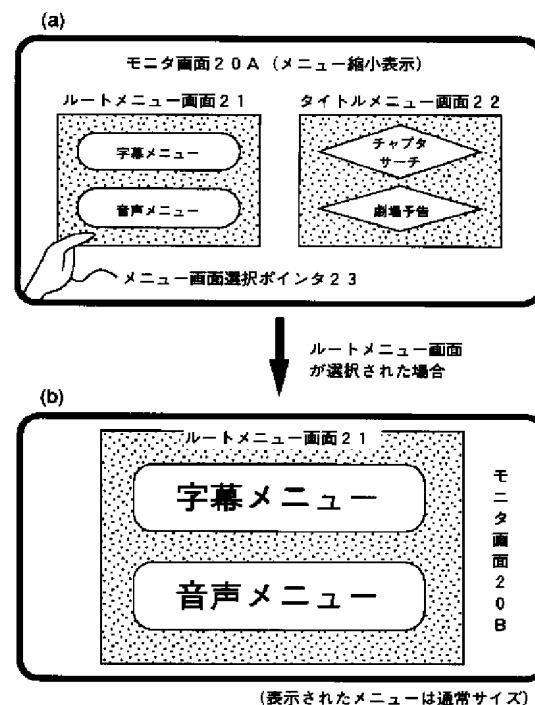 (a)
モニタ画面20A (メニュー縮小表示)
ルートメニュー画面21
タイトルメニュー画面22
字幕メニュー
音声メニュー
チャプタ
サーチ
劇場予告
メニュー画面選択ポインタ23
ルートメニュー画面
が選択された場合
(b)
ルートメニュー画面21
字幕メニュー
音声メニュー
モニタ画面20B
(表示されたメニューは通常サイズ)